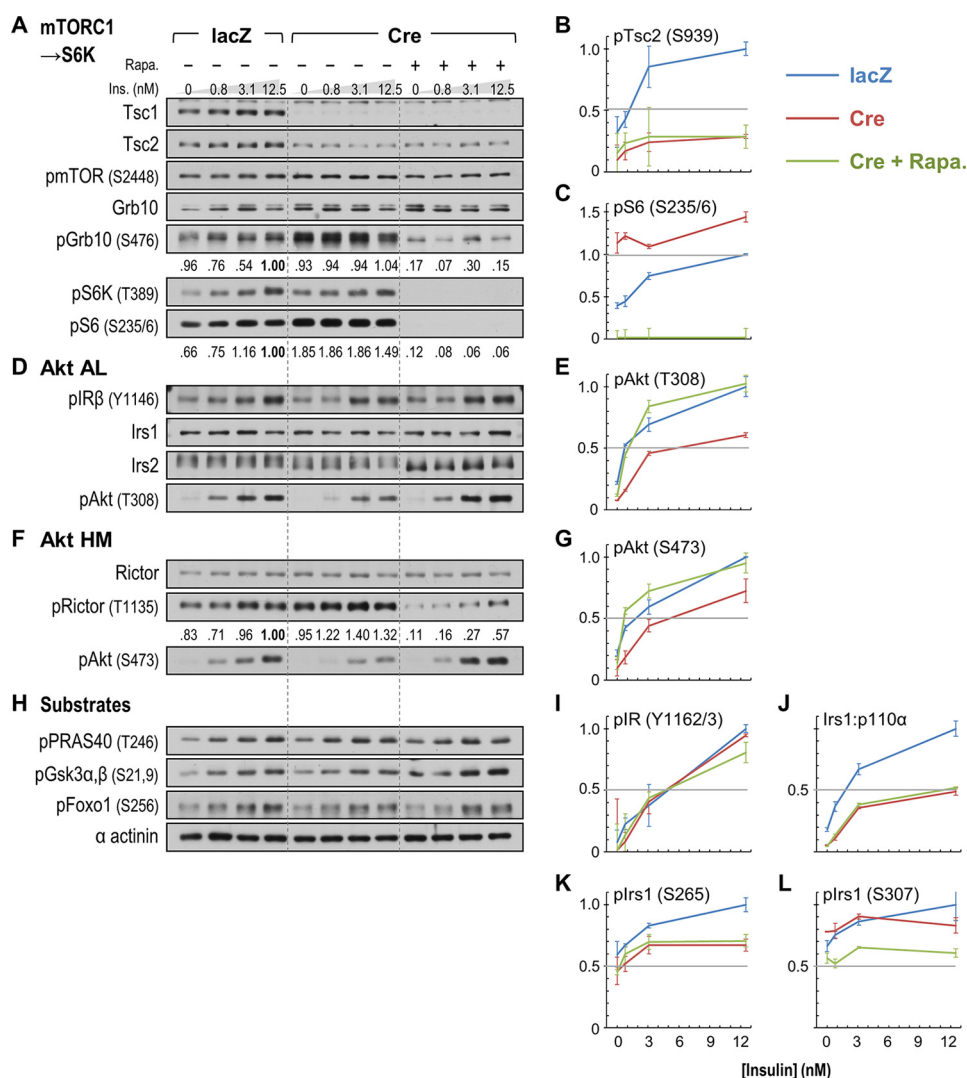 A mTORC1 →S6K
lacZ Cre
Rapa. – – – – – – – – + + + +
Ins. (nM) 0 0.8 3.1 12.5 0 0.8 3.1 12.5 0 0.8 3.1 12.5
Tsc1
Tsc2
pmTOR (S2448)
Grb10
pGrb10 (S476)
.96 .76 .54 1.00 .93 .94 .94 1.04 .17 .07 .30 .15
pS6K (T389)
pS6 (S235/6)
.66 .75 1.16 1.00 1.85 1.86 1.86 1.49 .12 .08 .06 .06
D Akt AL
pIRβ (Y1146)
Irs1
Irs2
pAkt (T308)
F Akt HM
Rictor
pRictor (T1135)
.83 .71 .96 1.00 .95 1.22 1.40 1.32 .11 .16 .27 .57
pAkt (S473)
H Substrates
pPRAS40 (T246)
pGsk3α,β (S21,9)
pFoxo1 (S256)
α actinin
B pTsc2 (S939)
1.0
0.5
0
lacZ
Cre
Cre + Rapa.
C pS6 (S235/6)
1.5
1.0
0.5
0
E pAkt (T308)
1.0
0.5
0
G pAkt (S473)
1.0
0.5
0
I pIR (Y1162/3)
1.0
0.5
0
J Irs1:p110α
0.5
K pIrs1 (S265)
1.0
0.5
0
0 3 6 9 12
L pIrs1 (S307)
0.5
0 3 6 9 12
[Insulin] (nM)